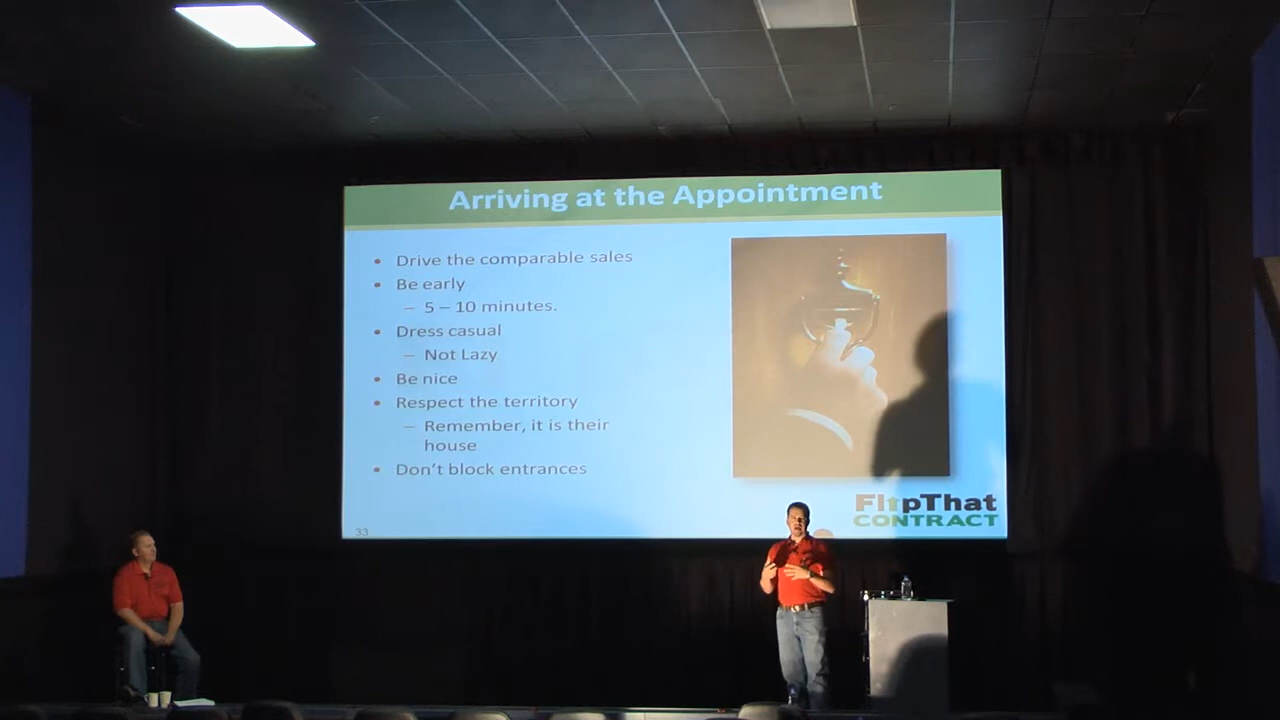 Arriving at the Appointment
• Drive the comparable sales
• Be early
– 5 – 10 minutes.
• Dress casual
– Not Lazy
• Be nice
• Respect the territory
– Remember, it is their
house
• Don't block entrances
FlipThat
CONTRACT
33